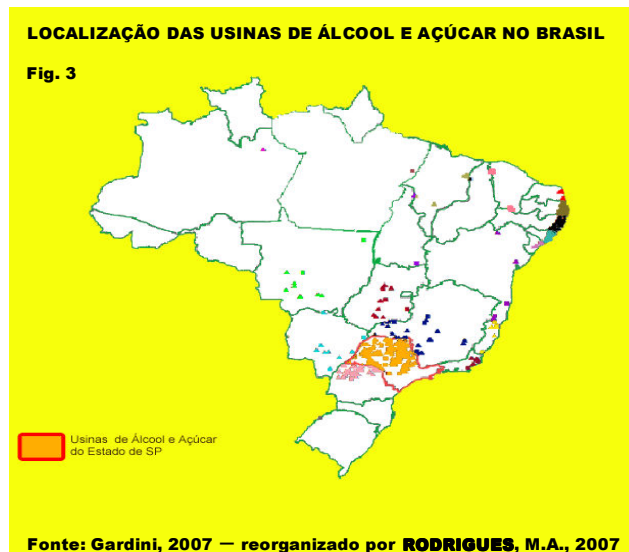 LOCALIZAÇÃO DAS USINAS DE ÁLCOOL E AÇÚCAR NO BRASIL
Fig. 3
Usinas de Álcool e Açúcar
do Estado de SP
Fonte: Gardini, 2007 — reorganizado por RODRIGUES, M.A., 2007